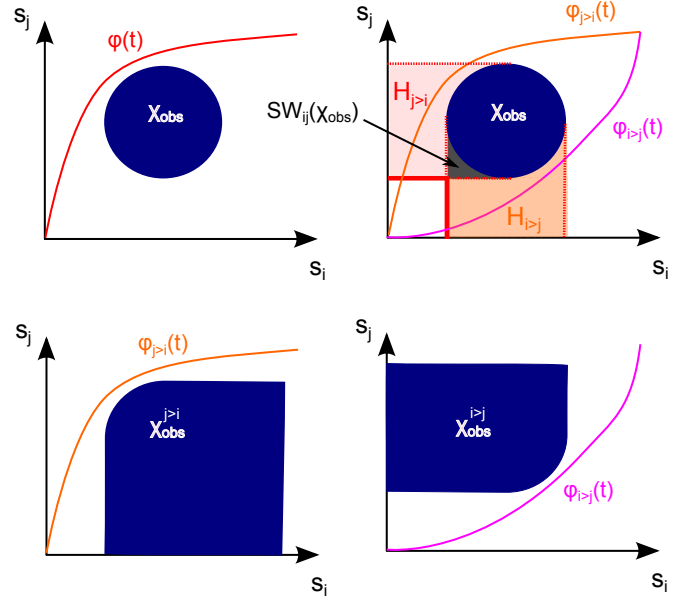 sⱼ
φ(t)
χobs
sᵢ
sⱼ
φj>i(t)
φi>j(t)
Hj>i
χobs
SWij(χobs)
Hi>j
sᵢ
sⱼ
φj>i(t)
j>i
χobs
sᵢ
sⱼ
i>j
χobs
φi>j(t)
sᵢ